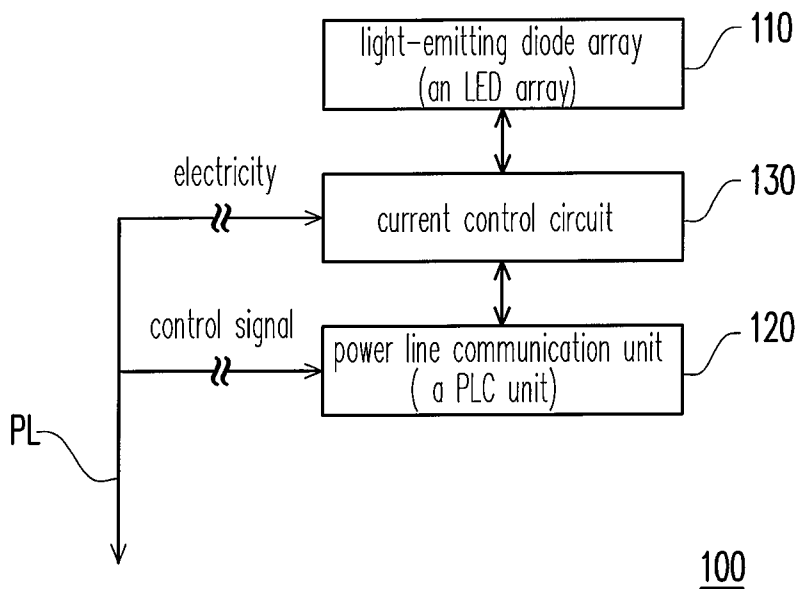 light-emitting diode array
(an LED array)
110
electricity
current control circuit
130
control signal
power line communication unit
( a PLC unit)
120
PL
100